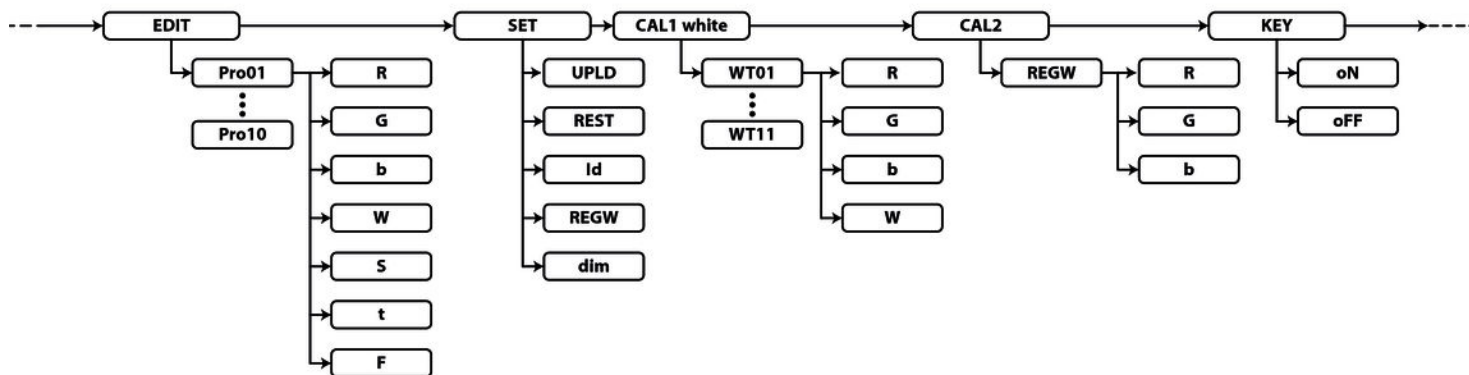 EDIT
SET
CAL1 white
CAL2
KEY
Pro01
R
UPLD
WT01
R
REGW
R
oN
G
REST
G
G
oFF
Pro10
WT11
b
Id
b
b
W
REGW
W
S
dim
t
F